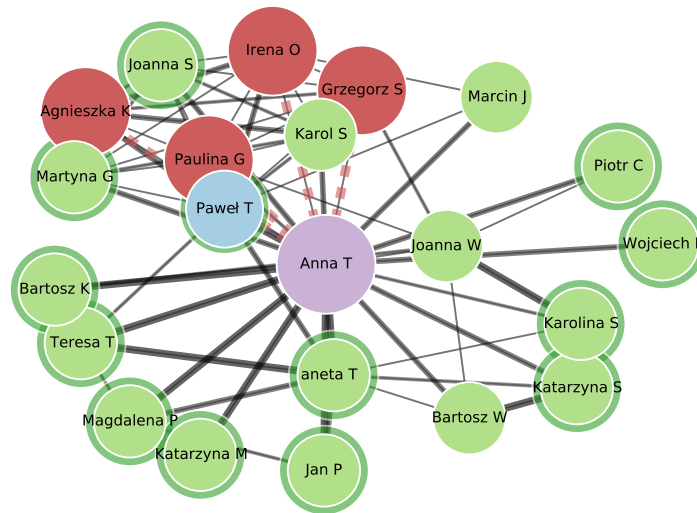 Irena O
Joanna S
Grzegorz S
Marcin J
Agnieszka K
Karol S
Paulina G
Piotr C
Martyna G
Paweł T
Joanna W
Wojciech
Anna T
Bartosz K
Karolina S
Teresa T
aneta T
Katarzyna S
Magdalena P
Bartosz W
Katarzyna M
Jan P